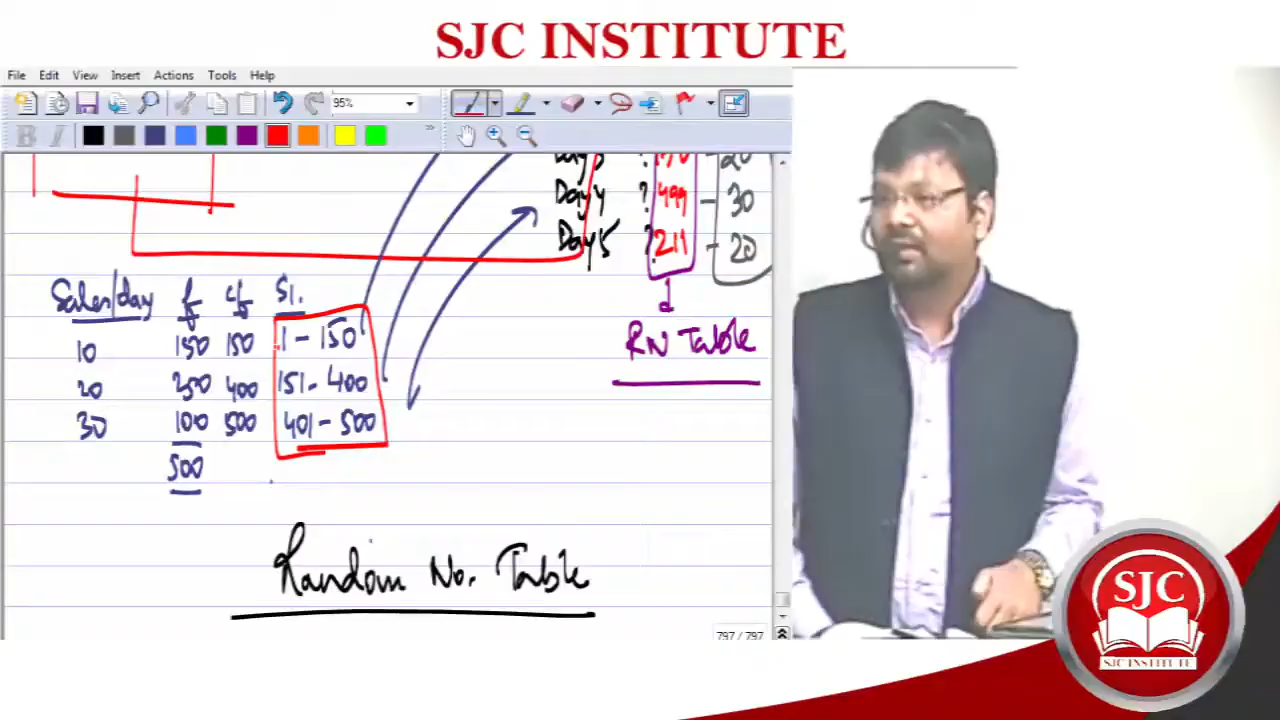 SJC INSTITUTE
File Edit View Insert Actions Tools Help
95%
B I
20
Day 4 ? 499 - 30
Day 5 ? 211 - 20
RN Table
Sales/day f cf S1.
10 150 150 1 - 150
20 250 400 151 - 400
30 100 500 401 - 500
500
Random No. Table
797 / 797
SJC
SJC INSTITUTE